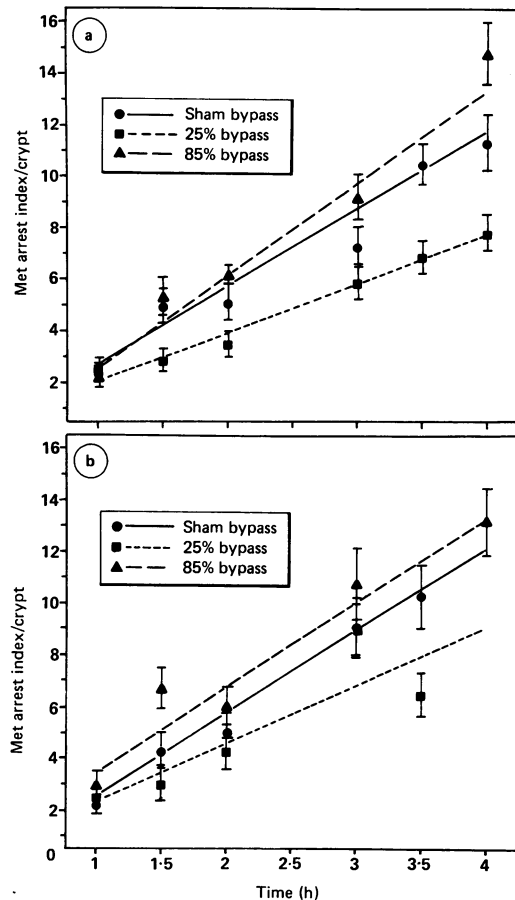 a
16
14
12
10
8
6
4
2
Met arrest index/crypt
Sham bypass
25% bypass
85% bypass
b
16
14
12
10
8
6
4
2
0
Met arrest index/crypt
Sham bypass
25% bypass
85% bypass
1 1·5 2 2·5 3 3·5 4
Time (h)